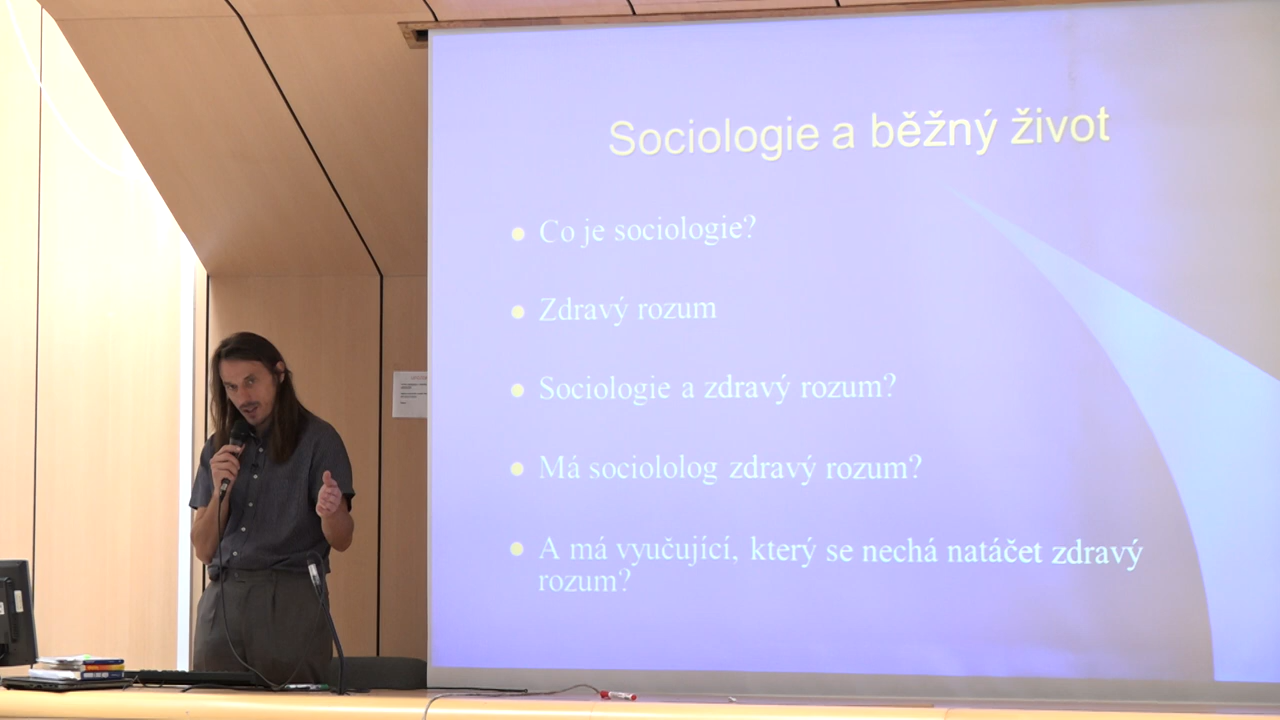 Sociologie a běžný život
Co je sociologie?
Zdravý rozum
Sociologie a zdravý rozum?
Má sociololog zdravý rozum?
A má vyučující, který se nechá natáčet zdravý
rozum?